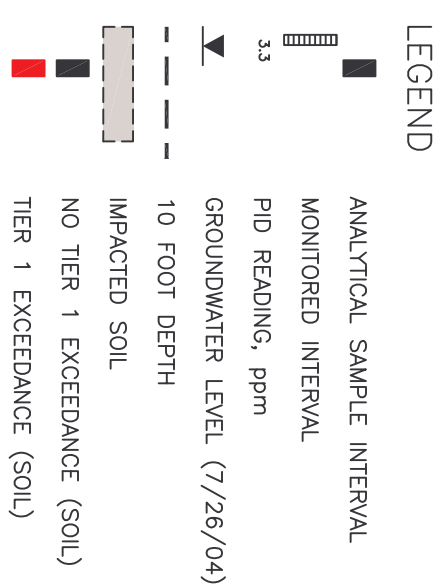 LEGEND
ANALYTICAL SAMPLE INTERVAL
MONITORED INTERVAL
3.3 PID READING, ppm
GROUNDWATER LEVEL (7/26/04)
10 FOOT DEPTH
IMPACTED SOIL
NO TIER 1 EXCEEDANCE (SOIL)
TIER 1 EXCEEDANCE (SOIL)